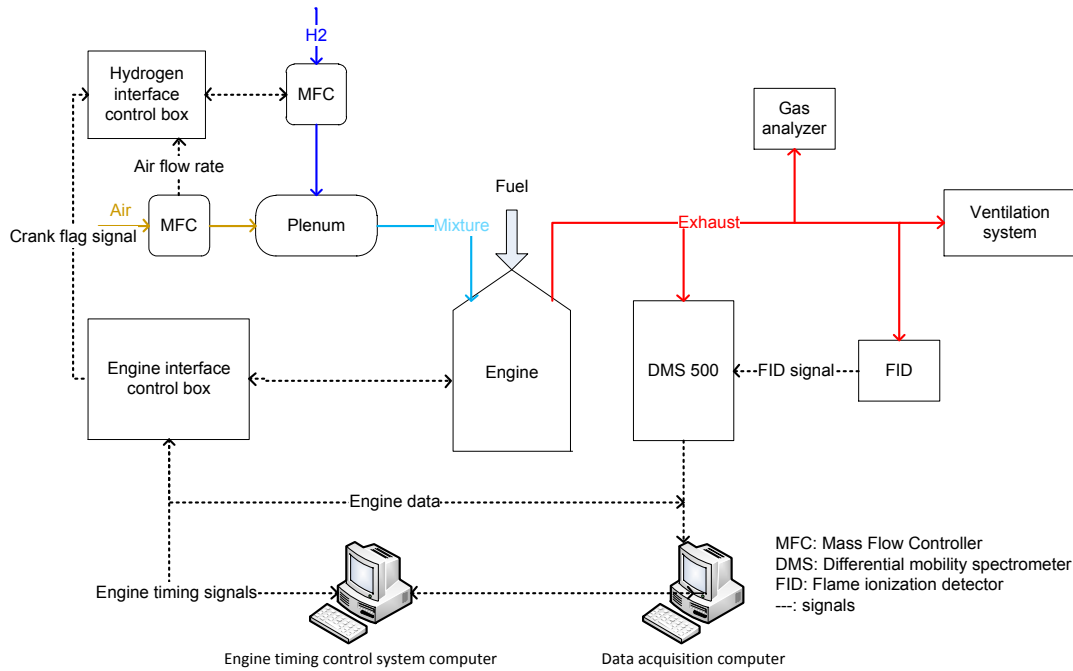 H2
Hydrogen
interface
control box
MFC
Gas
analyzer
Air flow rate
Fuel
Air
MFC
Plenum
Mixture
Exhaust
Ventilation
system
Crank flag signal
Engine interface
control box
Engine
DMS 500
FID signal
FID
Engine data
MFC: Mass Flow Controller
DMS: Differential mobility spectrometer
FID: Flame ionization detector
---: signals
Engine timing signals
Engine timing control system computer
Data acquisition computer